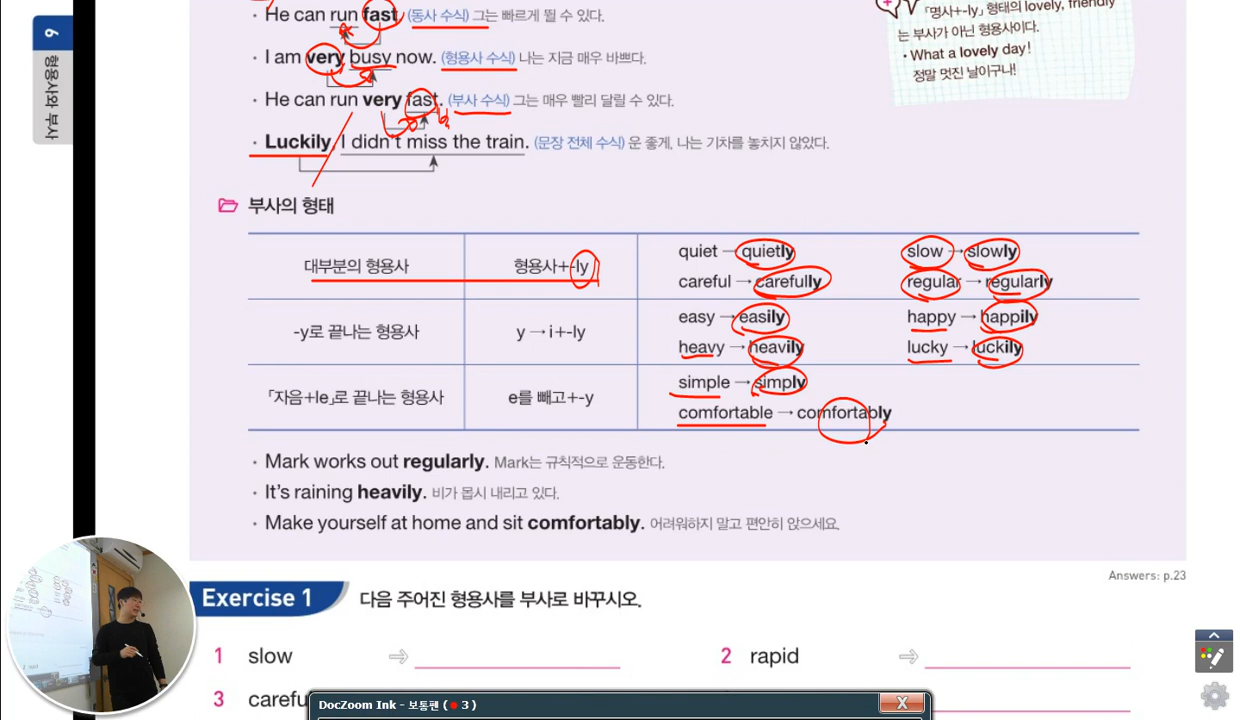 6
형용사와 부사
· He can run fast. (동사 수식) 그는 빠르게 뛸 수 있다.
· I am very busy now. (형용사 수식) 나는 지금 매우 바쁘다.
· He can run very fast. (부사 수식) 그는 매우 빨리 달릴 수 있다.
· Luckily, I didn't miss the train. (문장 전체 수식) 운 좋게, 나는 기차를 놓치지 않았다.
「명사+-ly」 형태의 lovely, friendly
는 부사가 아닌 형용사이다.
· What a lovely day!
정말 멋진 날이구나!
부사의 형태
대부분의 형용사 형용사+-ly quiet → quietly slow → slowly
careful → carefully regular → regularly
-y로 끝나는 형용사 y → i+-ly easy → easily happy → happily
heavy → heavily lucky → luckily
「자음+le」로 끝나는 형용사 e를 빼고+-y simple → simply
comfortable → comfortably
· Mark works out regularly. Mark는 규칙적으로 운동한다.
· It's raining heavily. 비가 몹시 내리고 있다.
· Make yourself at home and sit comfortably. 어려워하지 말고 편안히 앉으세요.
Answers: p.23
Exercise 1 다음 주어진 형용사를 부사로 바꾸시오.
1 slow ⇨
2 rapid ⇨
3 carefu
DocZoom Ink - 보통펜 ( ● 3 )
X